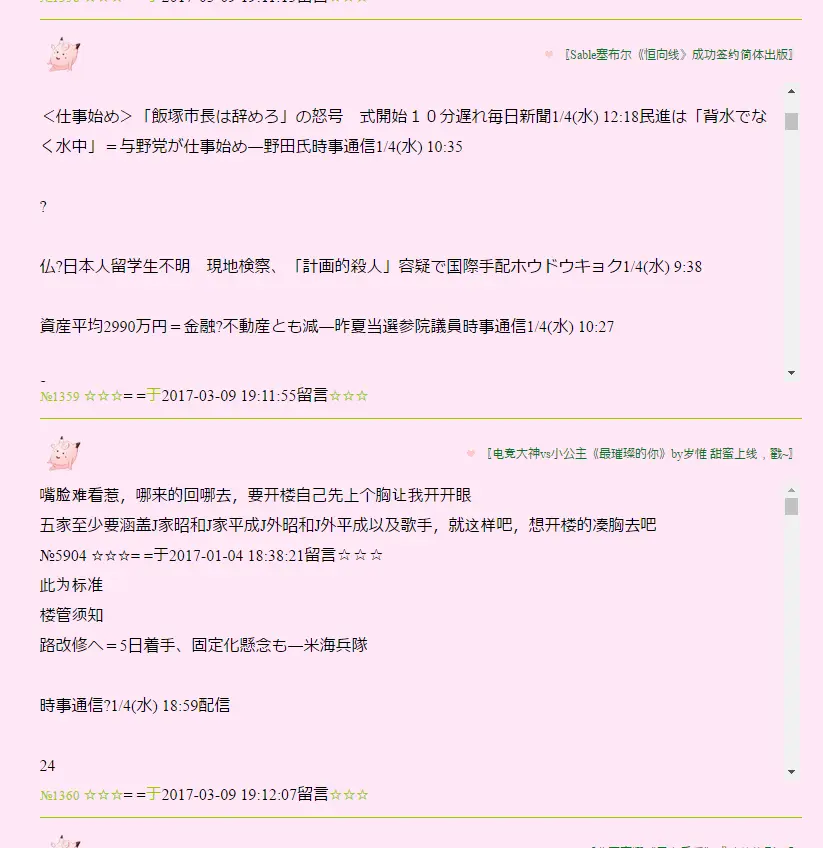 〖Sable塞布尔《恒向线》成功签约简体出版〗
＜仕事始め＞「飯塚市長は辞めろ」の怒号　式開始１０分遅れ毎日新聞1/4(水) 12:18民進は「背水でな
く水中」＝与野党が仕事始め―野田氏時事通信1/4(水) 10:35
?
仏?日本人留学生不明　現地検察、「計画的殺人」容疑で国際手配ホウドウキョク1/4(水) 9:38
資産平均2990万円＝金融?不動産とも減―昨夏当選参院議員時事通信1/4(水) 10:27
№1359 ☆☆☆= =于2017-03-09 19:11:55留言☆☆☆
〖电竞大神vs小公主《最璀璨的你》by岁惟 甜蜜上线，戳~〗
嘴脸难看惹，哪来的回哪去，要开楼自己先上个胸让我开开眼
五家至少要涵盖J家昭和J家平成J外昭和J外平成以及歌手，就这样吧，想开楼的凑胸去吧
№5904 ☆☆☆= =于2017-01-04 18:38:21留言☆☆☆
此为标准
楼管须知
路改修へ＝5日着手、固定化懸念も―米海兵隊
時事通信?1/4(水) 18:59配信
24
№1360 ☆☆☆= =于2017-03-09 19:12:07留言☆☆☆